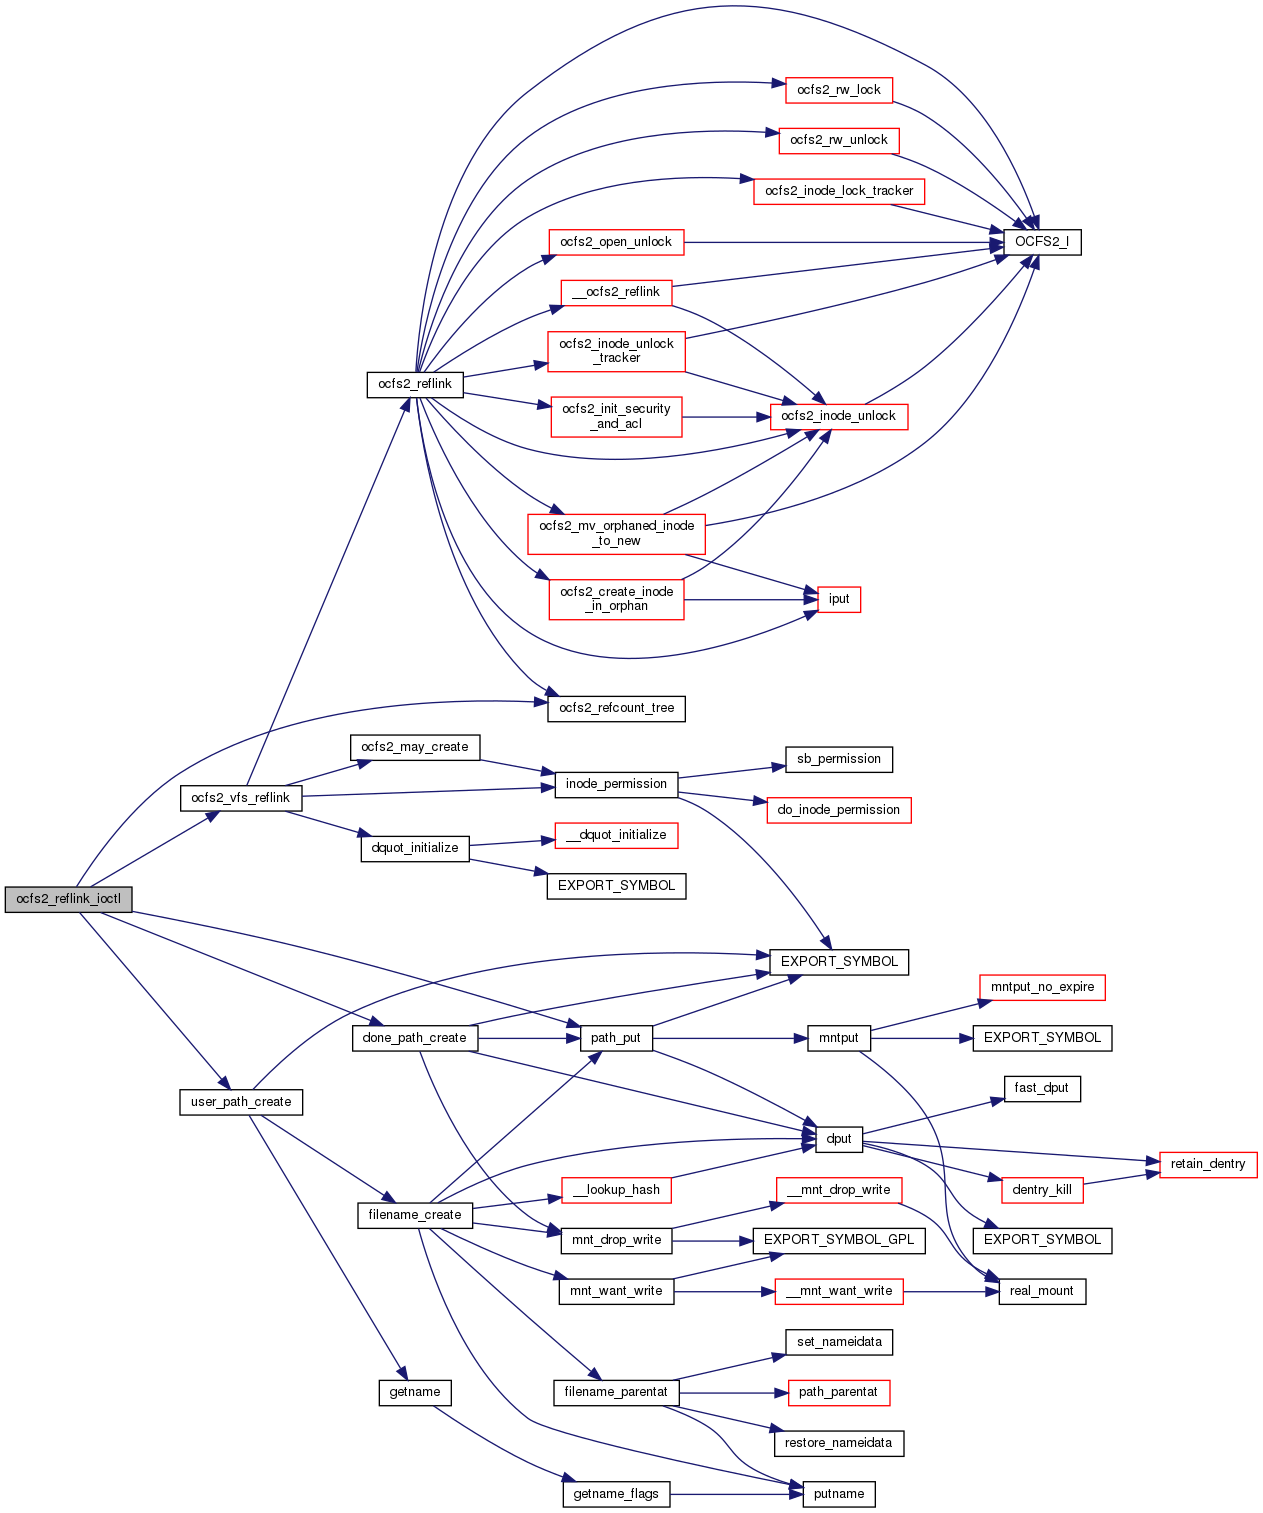 ocfs2_rw_lock
ocfs2_rw_unlock
ocfs2_inode_lock_tracker
ocfs2_open_unlock
OCFS2_I
__ocfs2_reflink
ocfs2_inode_unlock
_tracker
ocfs2_reflink
ocfs2_init_security
_and_acl
ocfs2_inode_unlock
ocfs2_mv_orphaned_inode
_to_new
ocfs2_create_inode
_in_orphan
iput
ocfs2_refcount_tree
ocfs2_may_create
sb_permission
inode_permission
ocfs2_vfs_reflink
do_inode_permission
__dquot_initialize
dquot_initialize
EXPORT_SYMBOL
ocfs2_reflink_ioctl
EXPORT_SYMBOL
mntput_no_expire
done_path_create
path_put
mntput
EXPORT_SYMBOL
fast_dput
user_path_create
dput
retain_dentry
__lookup_hash
__mnt_drop_write
dentry_kill
filename_create
mnt_drop_write
EXPORT_SYMBOL_GPL
EXPORT_SYMBOL
mnt_want_write
__mnt_want_write
real_mount
set_nameidata
getname
filename_parentat
path_parentat
restore_nameidata
getname_flags
putname